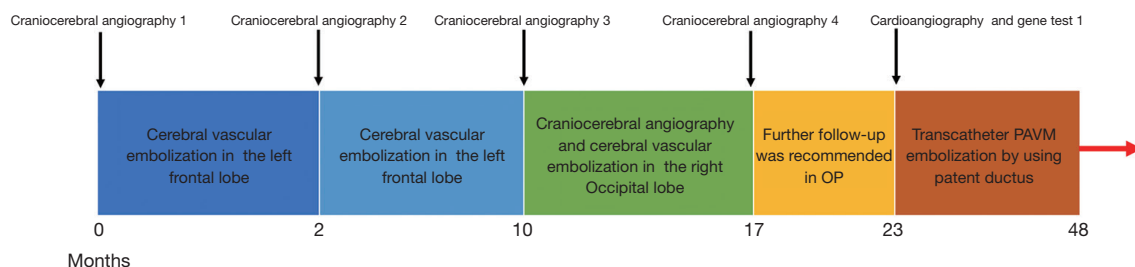 Craniocerebral angiography 1
Craniocerebral angiography 2
Craniocerebral angiography 3
Craniocerebral angiography 4
Cardioangiography and gene test 1
Cerebral vascular
embolization in the left
frontal lobe
Cerebral vascular
embolization in the left
frontal lobe
Craniocerebral angiography
and cerebral vascular
embolization in the right
Occipital lobe
Further follow-up
was recommended
in OP
Transcatheter PAVM
embolization by using
patent ductus
0
2
10
17
23
48
Months